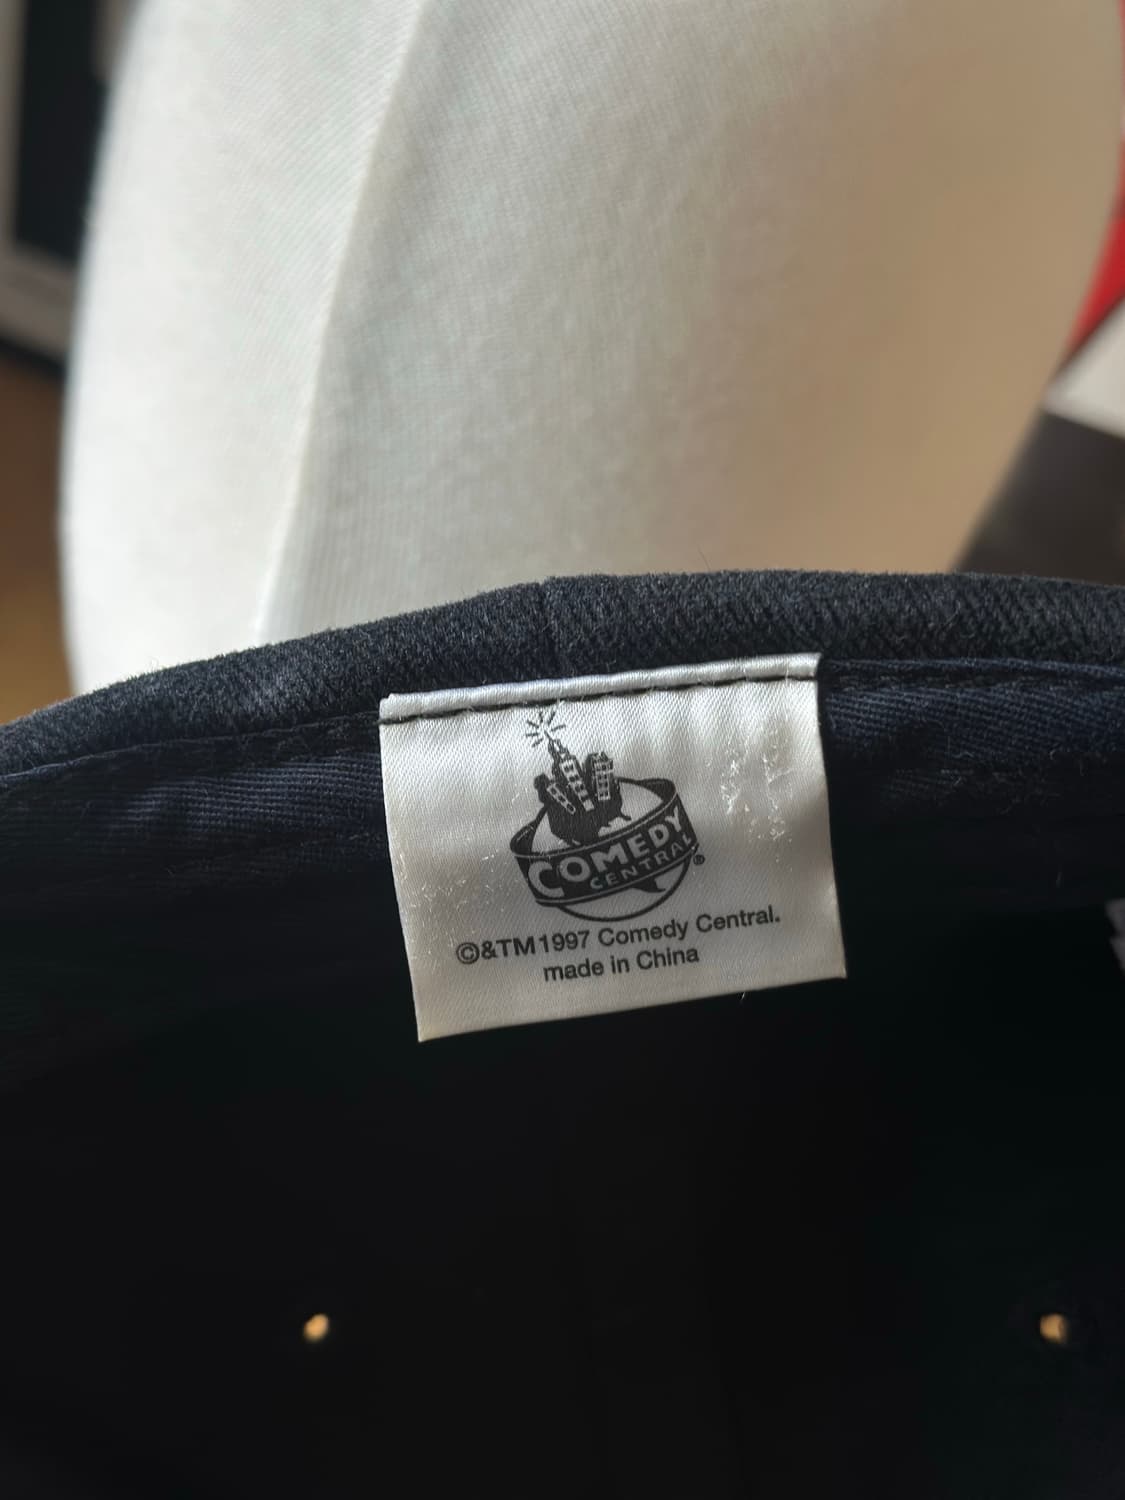 COMEDY
CENTRAL®
©&TM1997 Comedy Central.
made in China